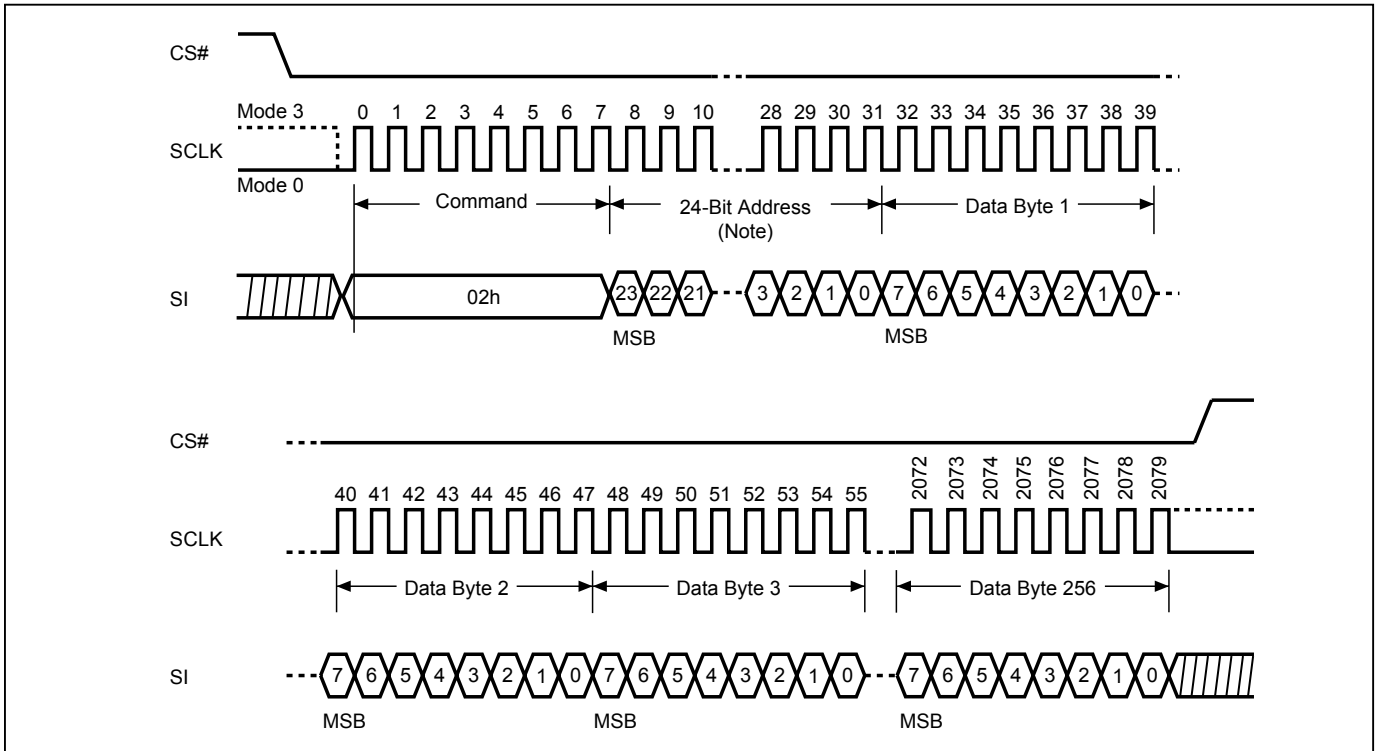 CS#
Mode 3 0 1 2 3 4 5 6 7 8 9 10 28 29 30 31 32 33 34 35 36 37 38 39
SCLK
Mode 0
Command 24-Bit Address Data Byte 1
(Note)
SI 02h 23 22 21 3 2 1 0 7 6 5 4 3 2 1 0
MSB MSB
CS#
40 41 42 43 44 45 46 47 48 49 50 51 52 53 54 55 2072 2073 2074 2075 2076 2077 2078 2079
SCLK
Data Byte 2 Data Byte 3 Data Byte 256
SI 7 6 5 4 3 2 1 0 7 6 5 4 3 2 1 0 7 6 5 4 3 2 1 0
MSB MSB MSB